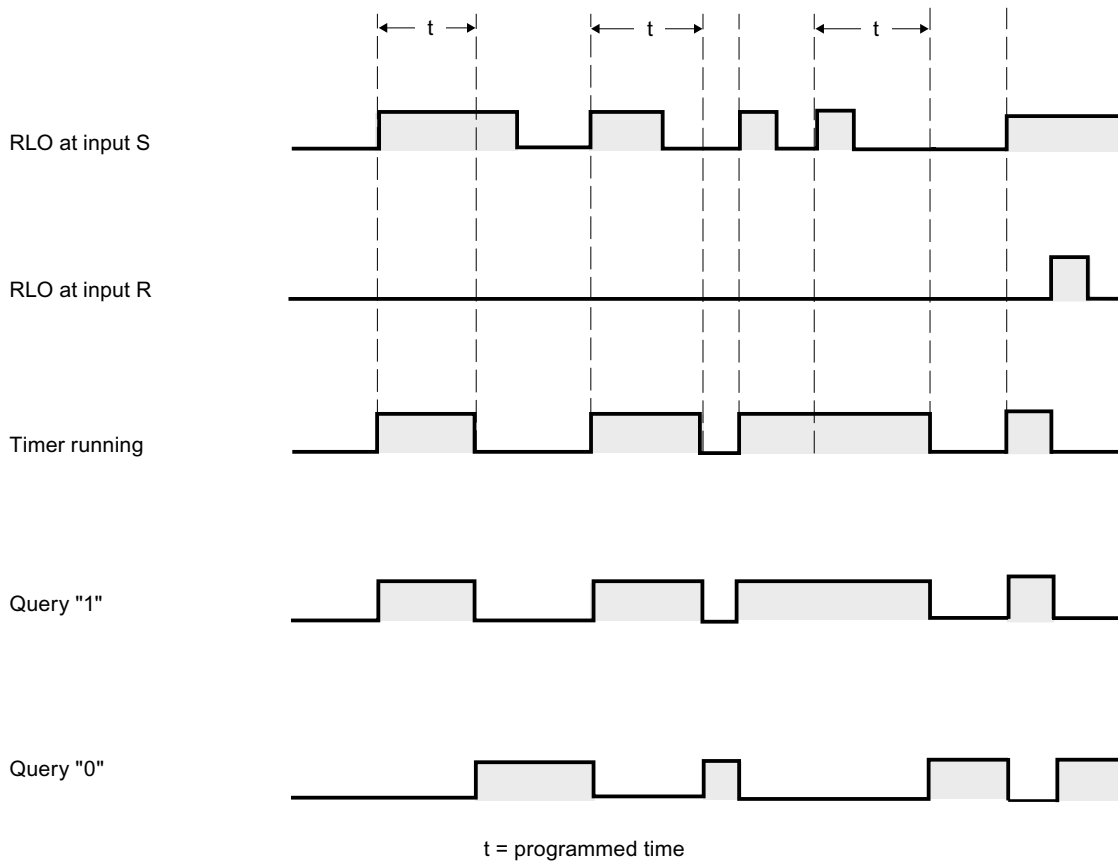 t
t
t
RLO at input S
RLO at input R
Timer running
Query "1"
Query "0"
t = programmed time